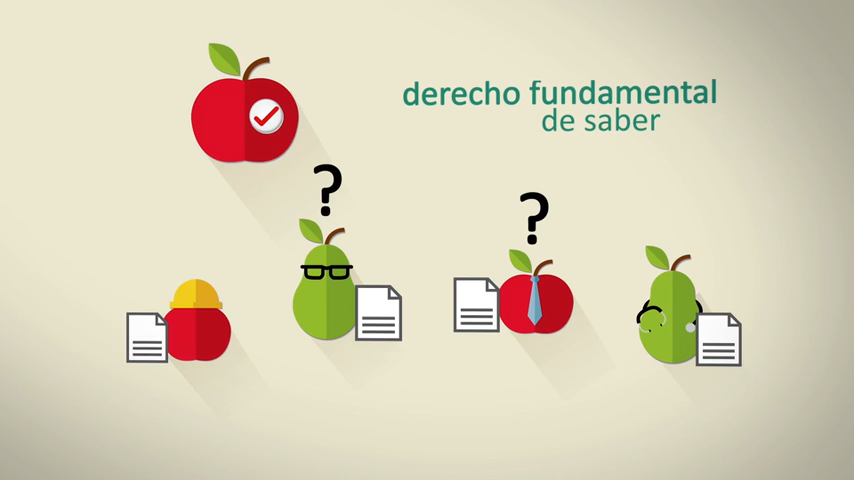 derecho fundamental
de saber
?
?